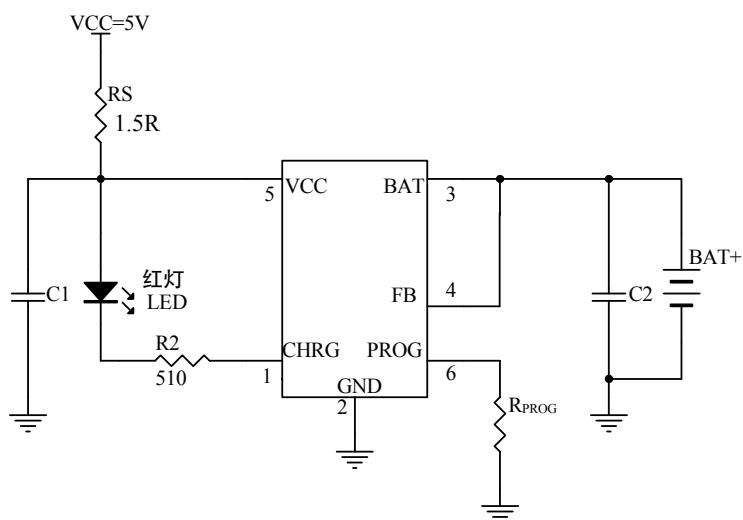 VCC=5V
RS
1.5R
5
VCC
BAT
3
C1
红灯
LED
FB
4
C2
BAT+
R2
510
1
CHRG
PROG
6
GND
2
RPROG